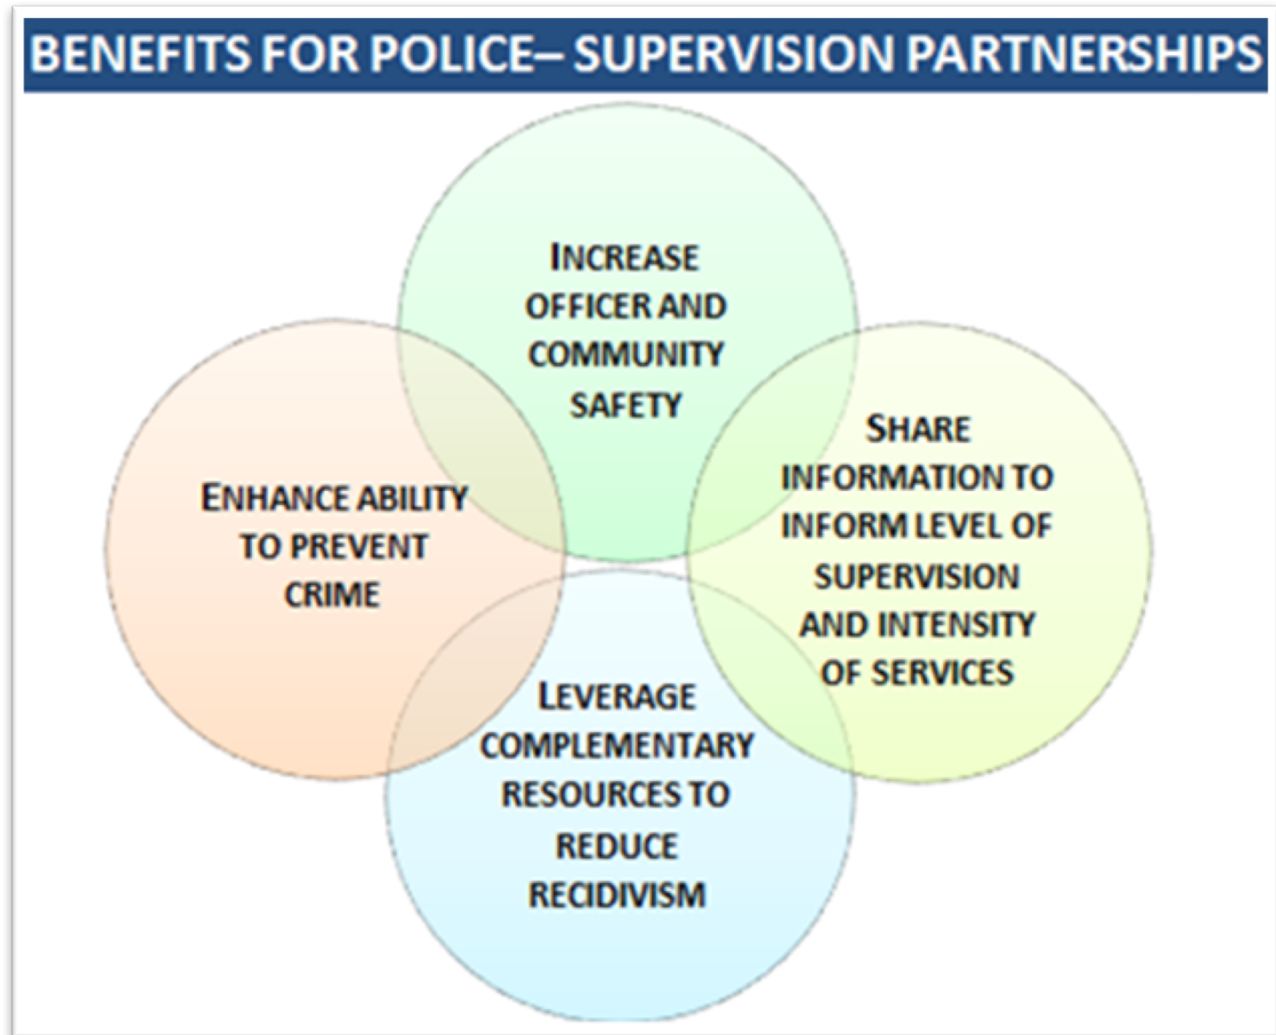 BENEFITS FOR POLICE– SUPERVISION PARTNERSHIPS
INCREASE
OFFICER AND
COMMUNITY
SAFETY
ENHANCE ABILITY
TO PREVENT
CRIME
SHARE
INFORMATION TO
INFORM LEVEL OF
SUPERVISION
AND INTENSITY
OF SERVICES
LEVERAGE
COMPLEMENTARY
RESOURCES TO
REDUCE
RECIDIVISM